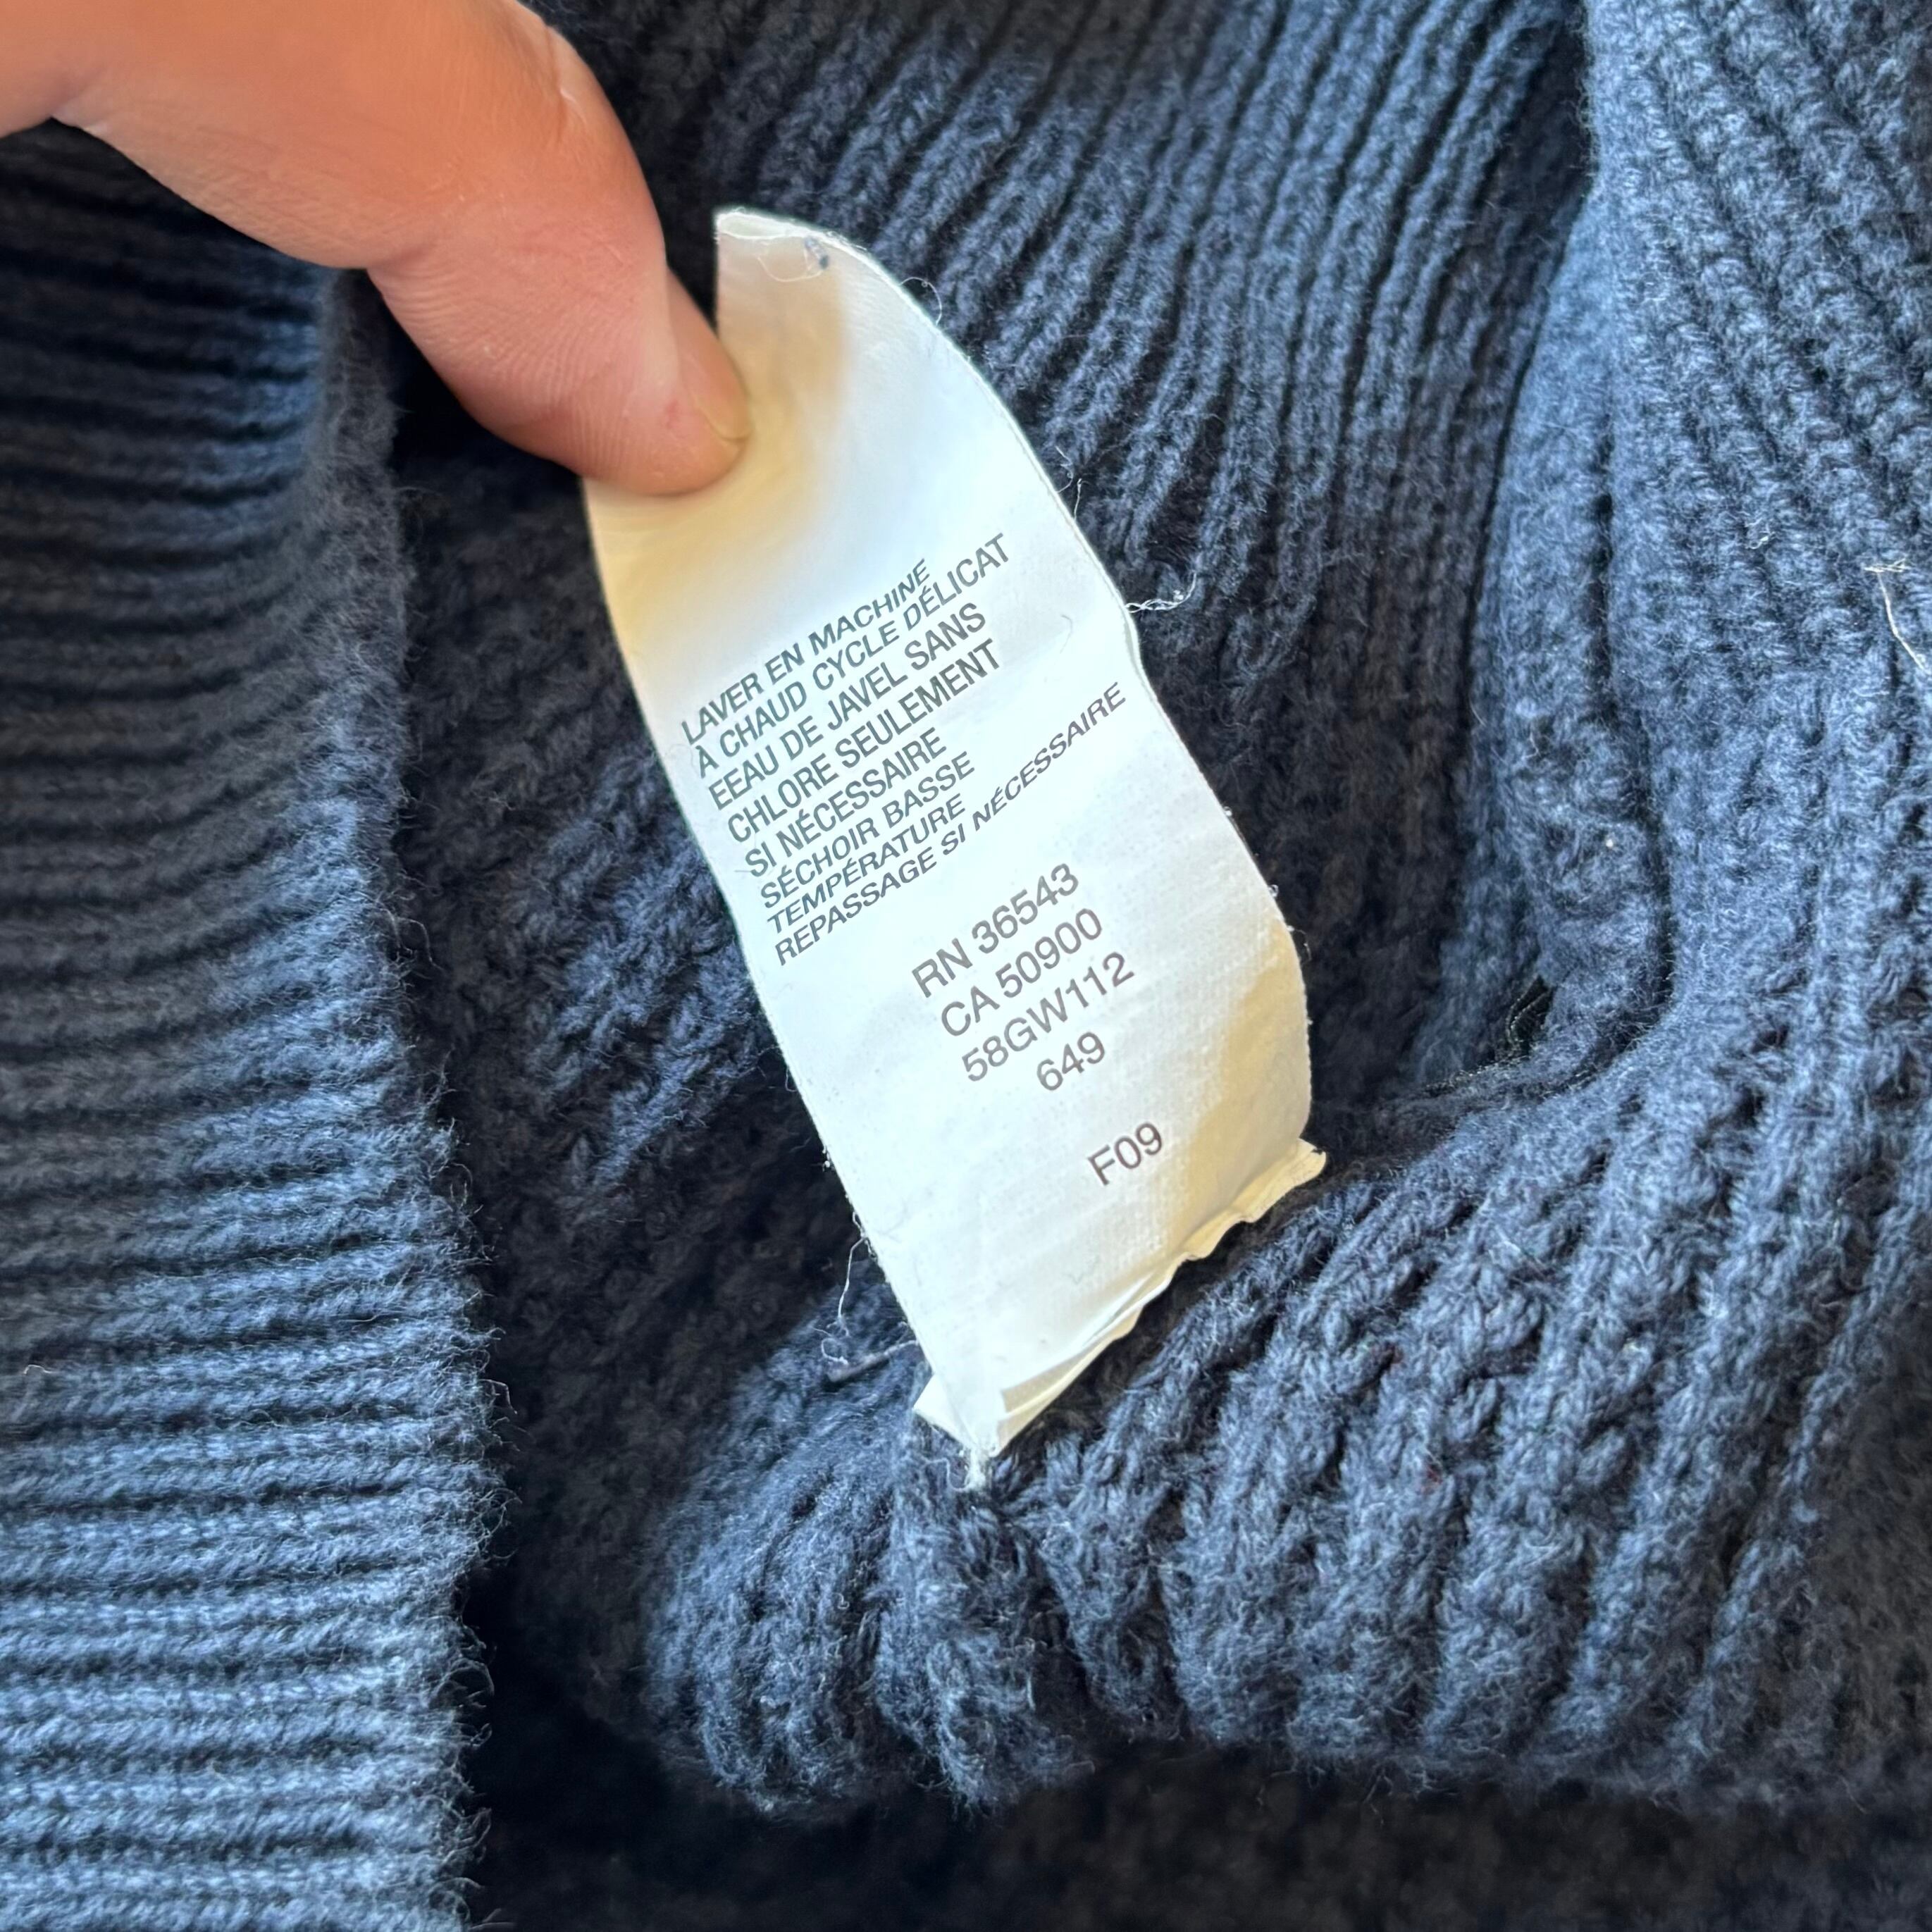 LAVER EN MACHINE
À CHAUD CYCLE DÉLICAT
EEAU DE JAVEL SANS
CHLORE SEULEMENT
SI NÉCESSAIRE
SÉCHOIR BASSE
TEMPÉRATURE
REPASSAGE SI NÉCESSAIRE
RN 36543
CA 50900
58GW112
649
F09